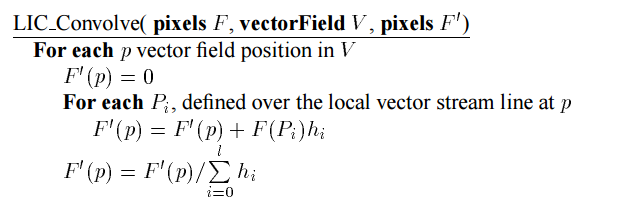 LIC_Convolve( pixels F, vectorField V, pixels F')
For each p vector field position in V
F'(p) = 0
For each P_i, defined over the local vector stream line at p
F'(p) = F'(p) + F(P_i)h_i
F'(p) = F'(p)/∑_{i=0}^{l} h_i